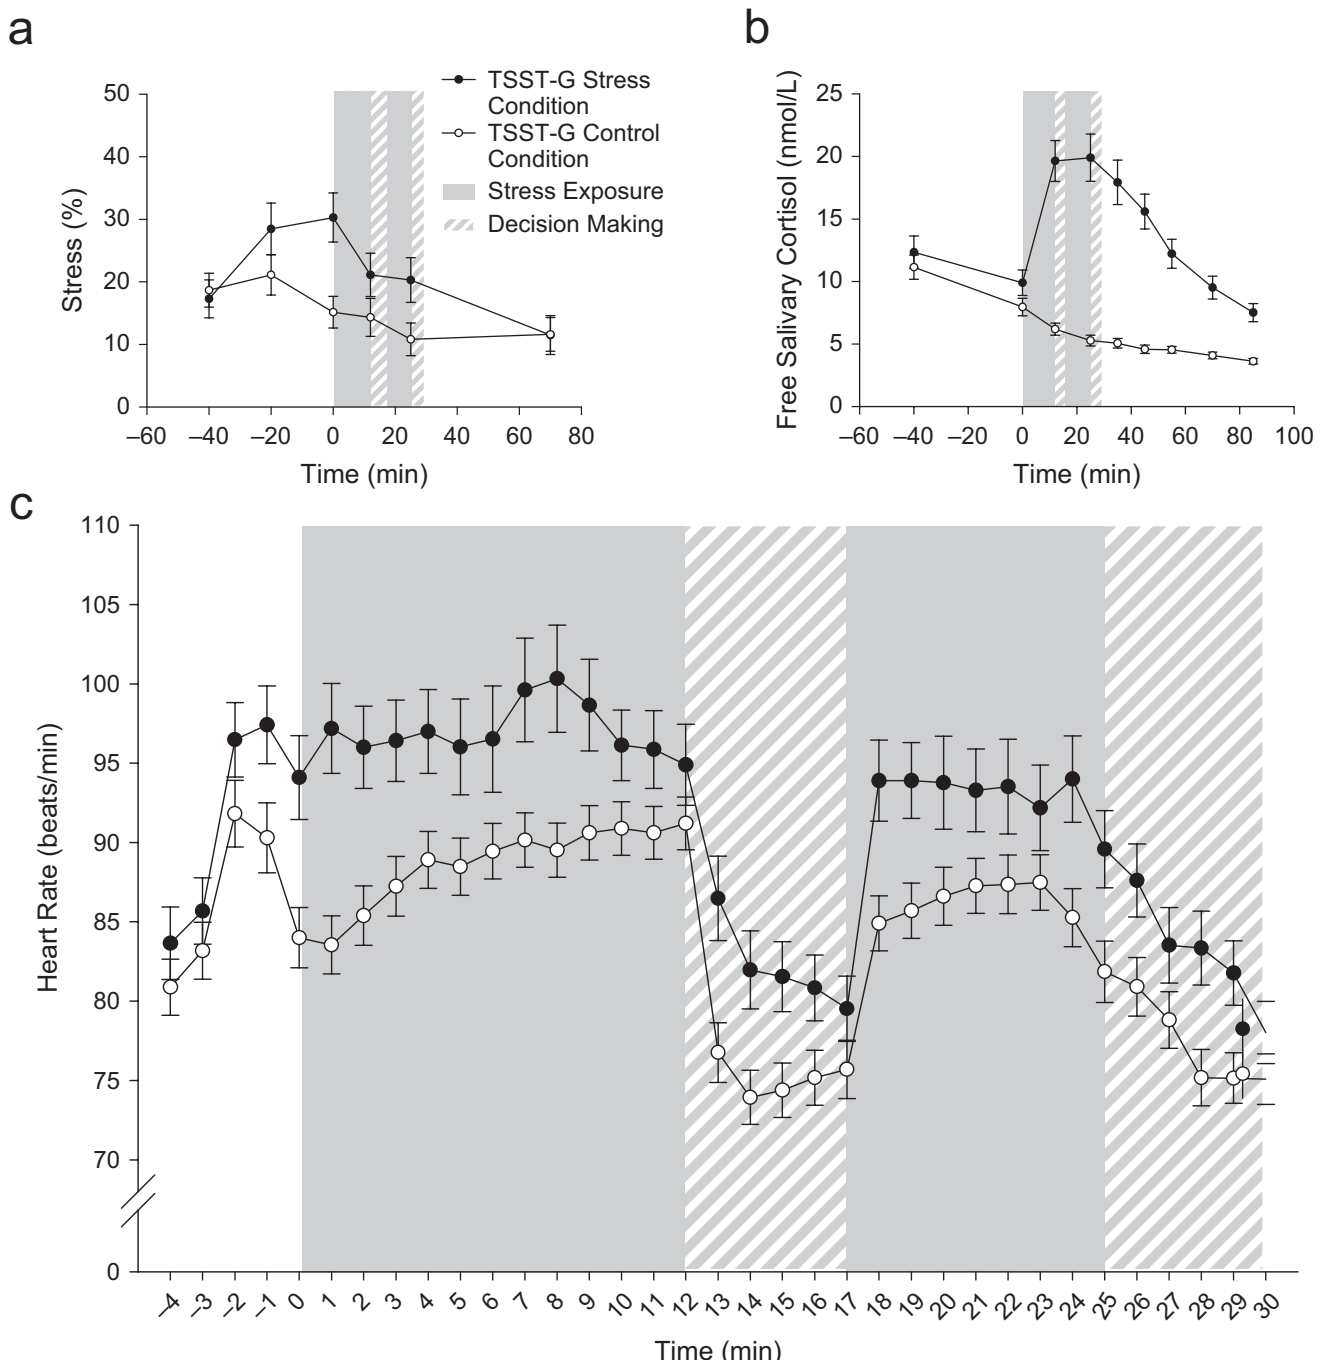 a
50
40
30
20
10
0
Stress (%)
–60 –40 –20 0 20 40 60 80
Time (min)
TSST-G Stress
Condition
TSST-G Control
Condition
Stress Exposure
Decision Making
b
25
20
15
10
5
0
Free Salivary Cortisol (nmol/L)
–60 –40 –20 0 20 40 60 80 100
Time (min)
c
110
105
100
95
90
85
80
75
70
0
Heart Rate (beats/min)
–4 –3 –2 –1 0 1 2 3 4 5 6 7 8 9 10 11 12 13 14 15 16 17 18 19 20 21 22 23 24 25 26 27 28 29 30
Time (min)